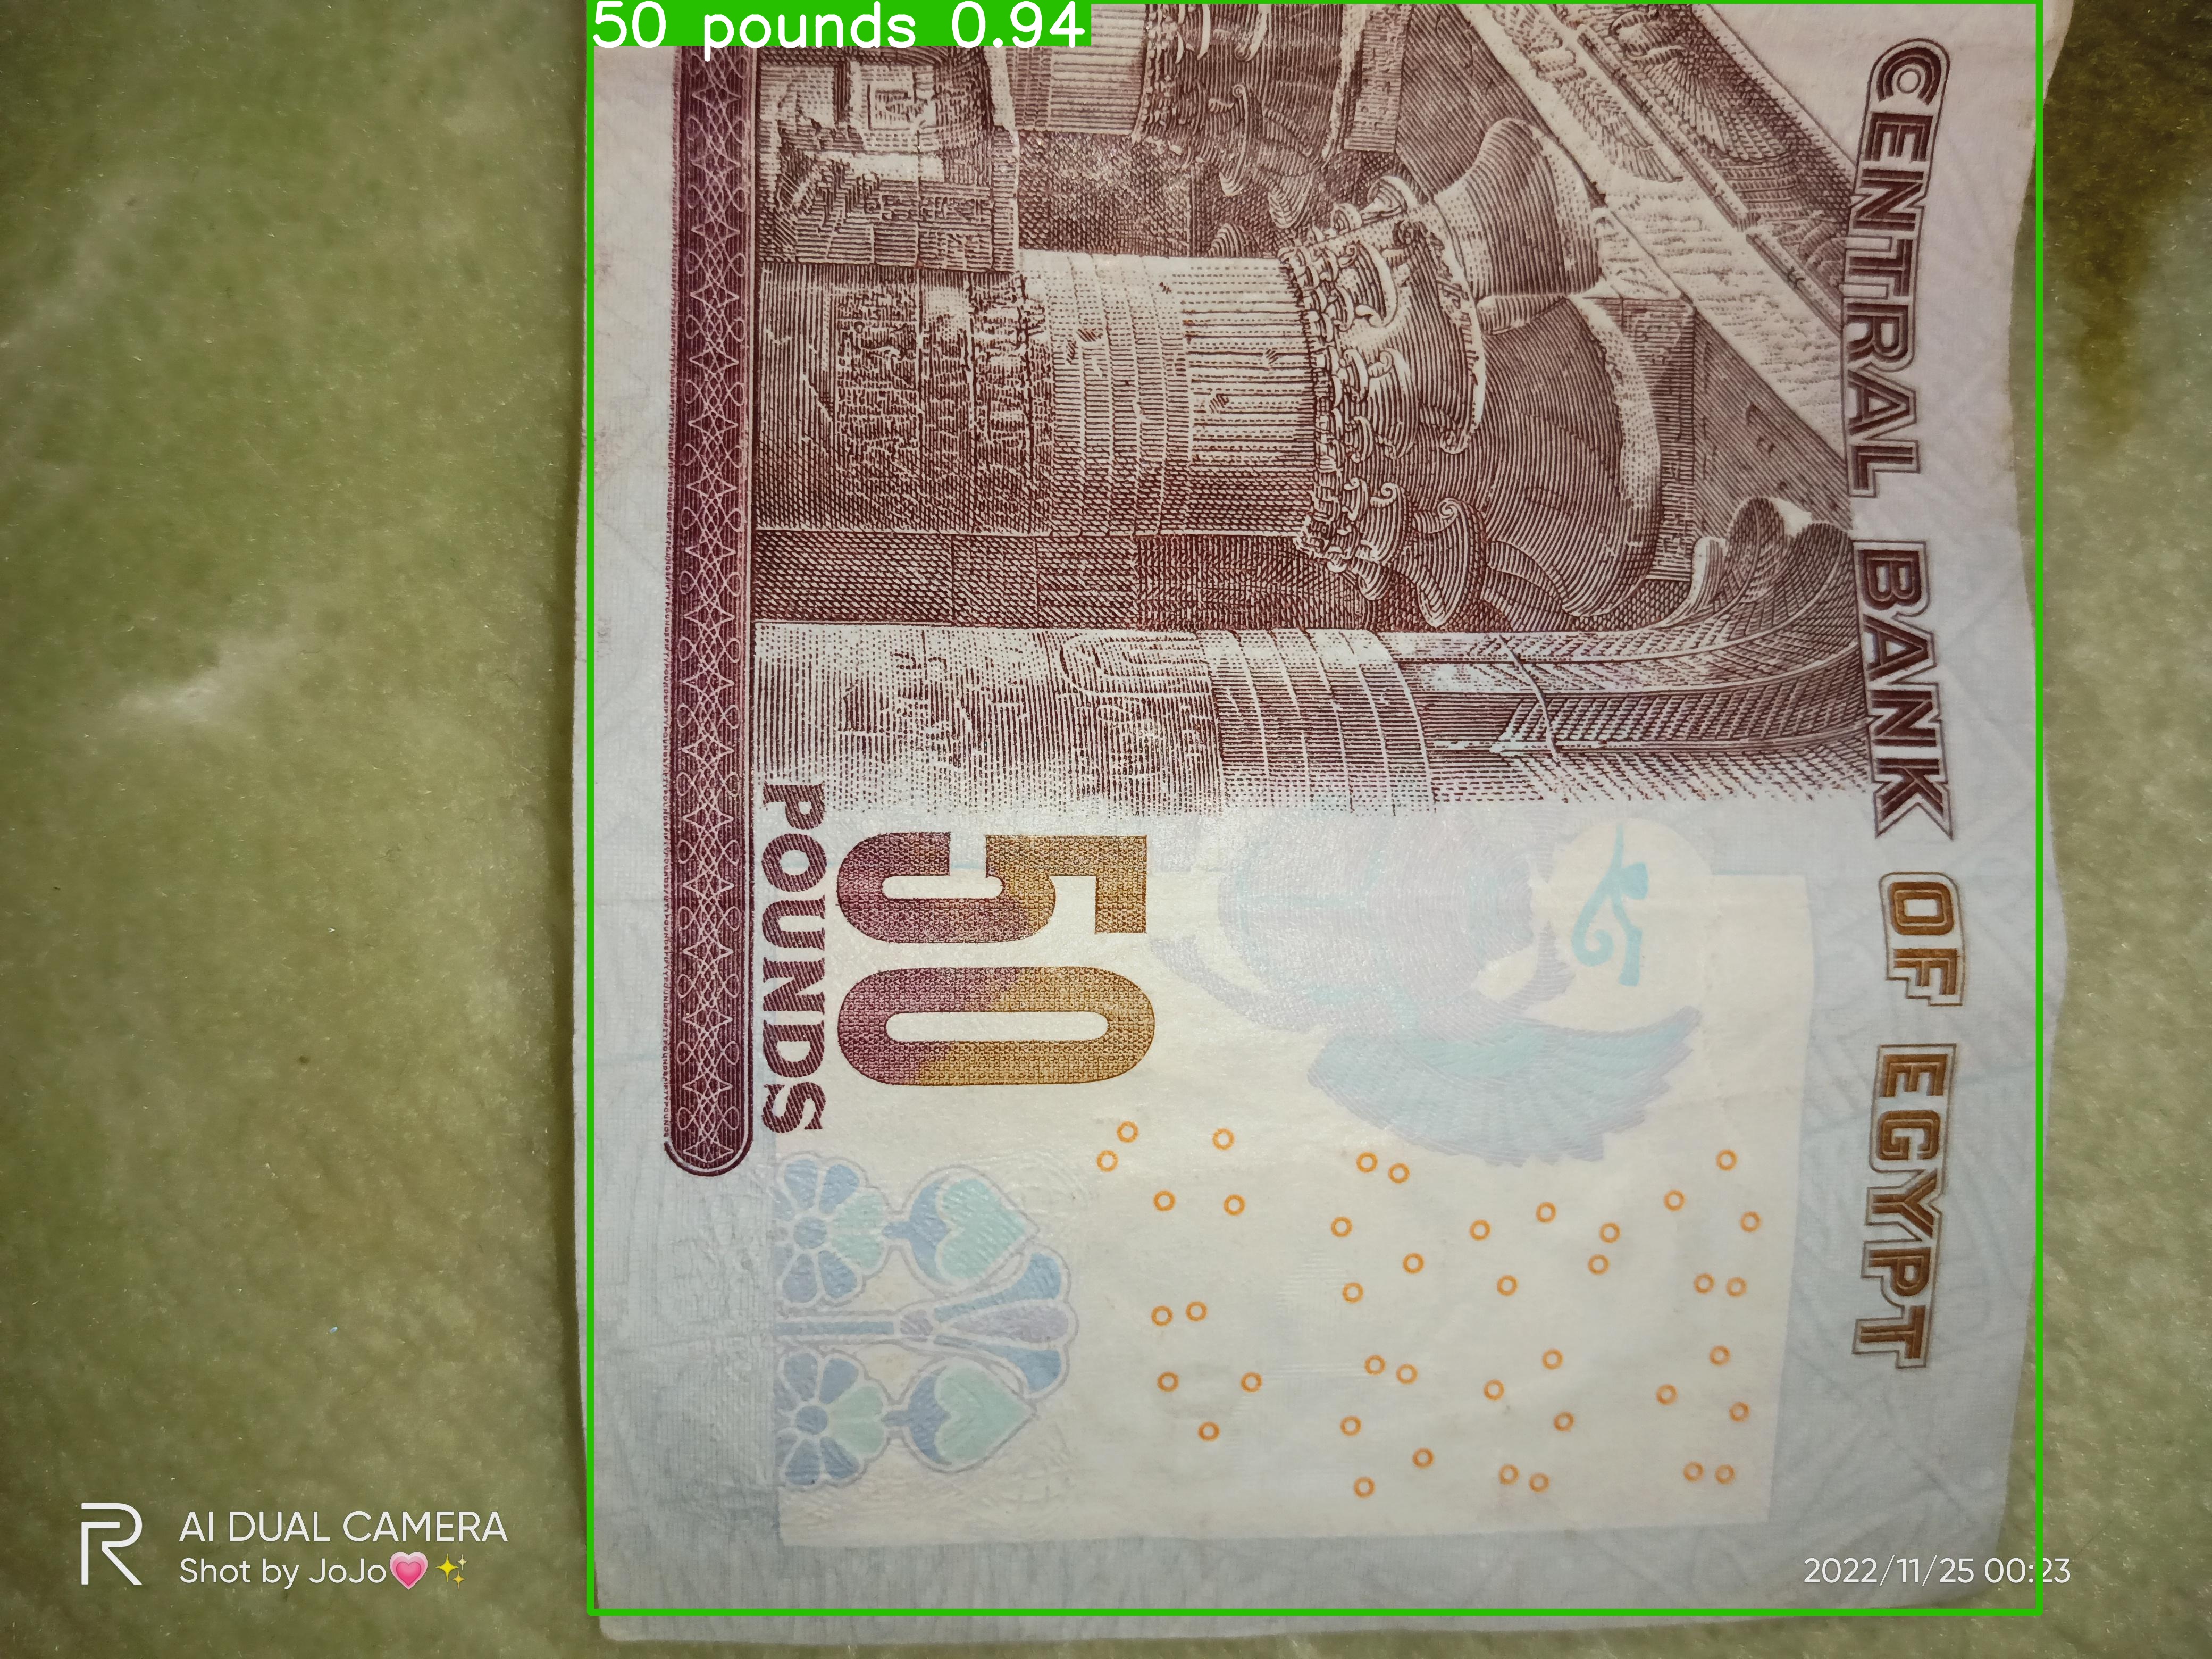 50 pounds 0.94
CENTRAL BANK OF EGYPT
50
POUNDS
AI DUAL CAMERA
Shot by JoJo💗✨
2022/11/25 00:23